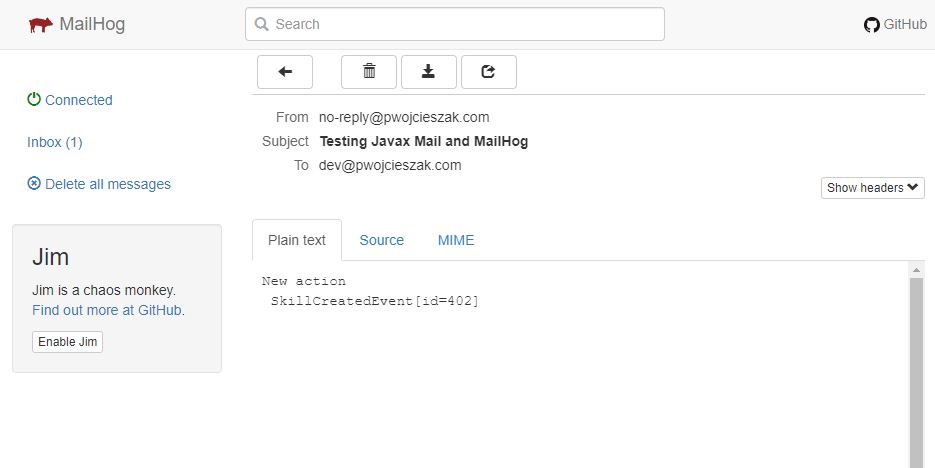 MailHog
Search
GitHub
Connected
Inbox (1)
Delete all messages
Jim
Jim is a chaos monkey.
Find out more at GitHub.
Enable Jim
From no-reply@pwojcieszak.com
Subject Testing Javax Mail and MailHog
To dev@pwojcieszak.com
Show headers
Plain text Source MIME
New action
SkillCreatedEvent[id=402]